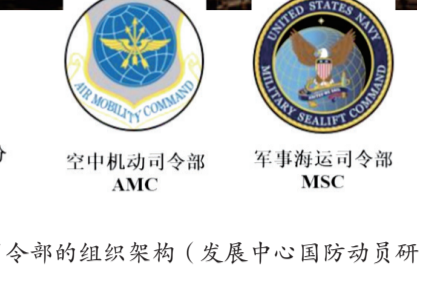 AIR MOBILITY COMMAND
UNITED STATES NAVY
MILITARY SEALIFT COMMAND
空中机动司令部
AMC
军事海运司令部
MSC
令部的组织架构（发展中心国防动员研